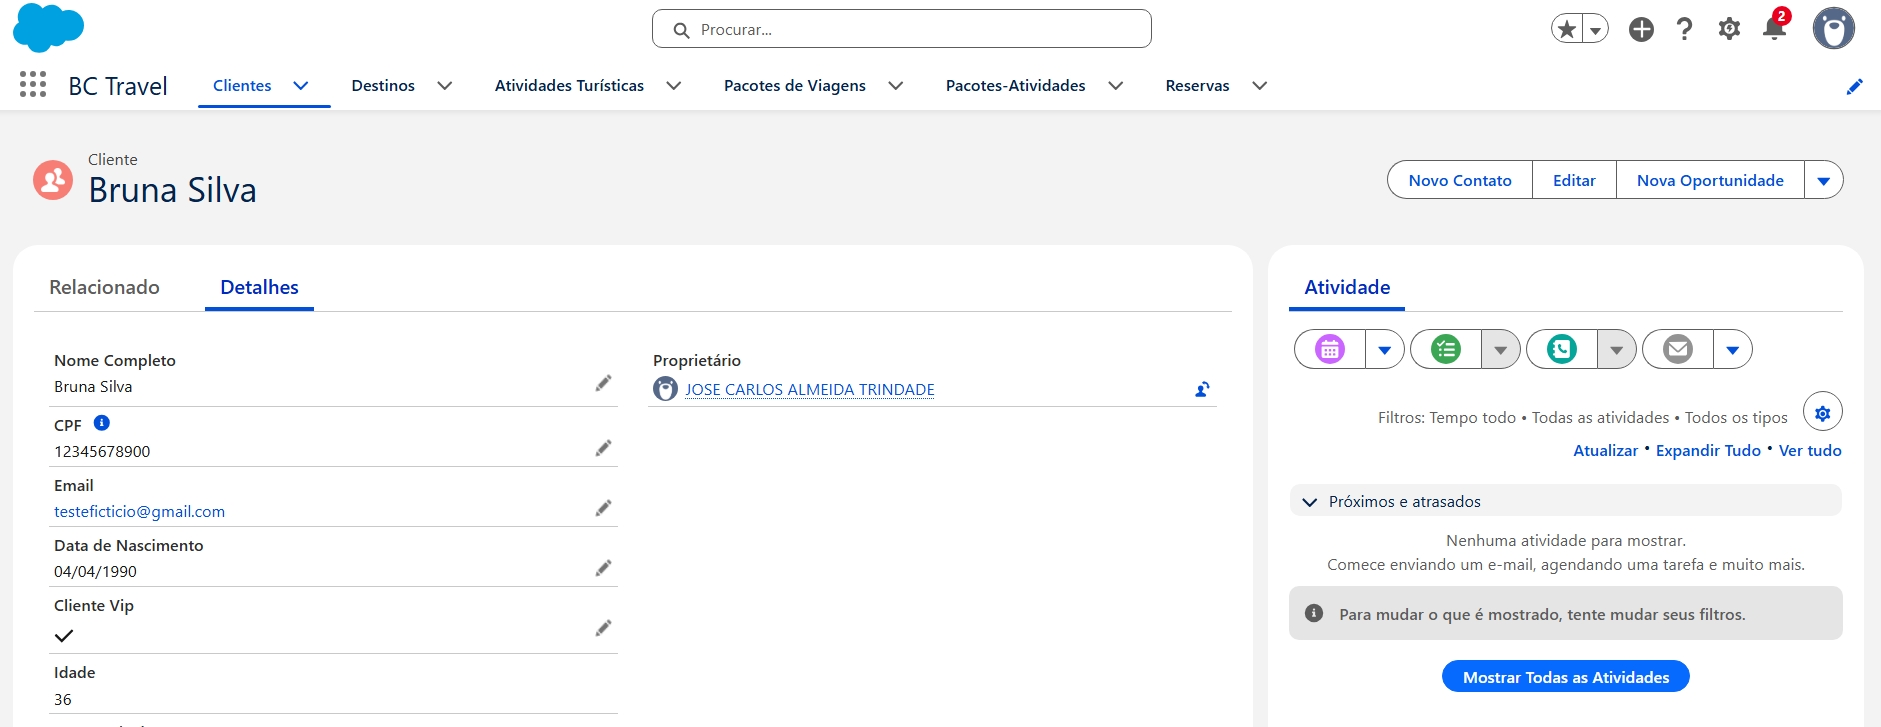 Procurar...
2
BC Travel
Clientes
Destinos
Atividades Turísticas
Pacotes de Viagens
Pacotes-Atividades
Reservas
Cliente
Bruna Silva
Novo Contato
Editar
Nova Oportunidade
Relacionado
Detalhes
Nome Completo
Bruna Silva
CPF
12345678900
Email
testeficticio@gmail.com
Data de Nascimento
04/04/1990
Cliente Vip
Idade
36
Proprietário
JOSE CARLOS ALMEIDA TRINDADE
Atividade
Filtros: Tempo todo • Todas as atividades • Todos os tipos
Atualizar • Expandir Tudo • Ver tudo
Próximos e atrasados
Nenhuma atividade para mostrar.
Comece enviando um e-mail, agendando uma tarefa e muito mais.
Para mudar o que é mostrado, tente mudar seus filtros.
Mostrar Todas as Atividades